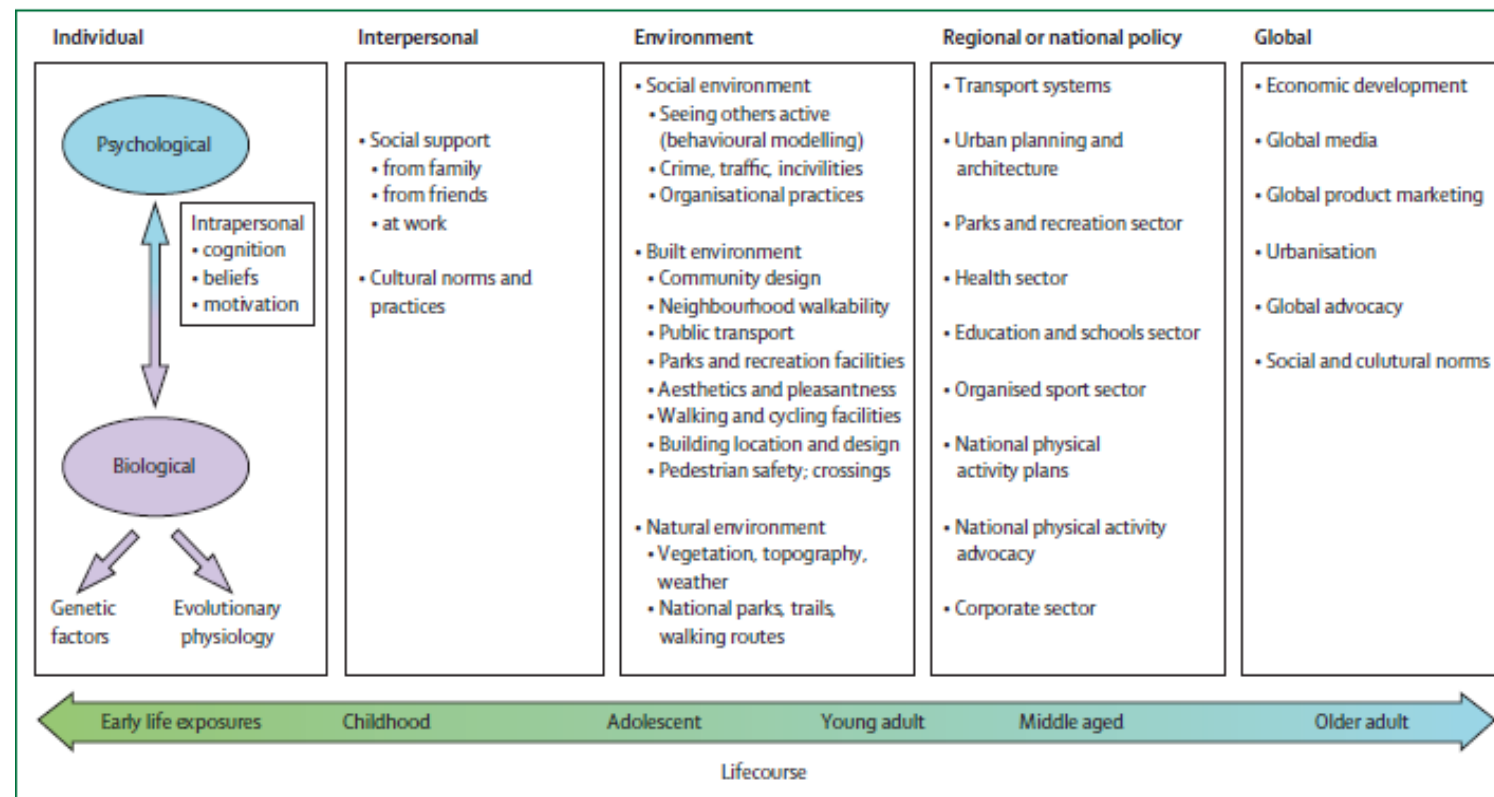 Individual
Psychological
Intrapersonal
• cognition
• beliefs
• motivation
Biological
Genetic
factors
Evolutionary
physiology
Interpersonal
• Social support
• from family
• from friends
• at work
• Cultural norms and
practices
Environment
• Social environment
• Seeing others active
(behavioural modelling)
• Crime, traffic, incivilities
• Organisational practices
• Built environment
• Community design
• Neighbourhood walkability
• Public transport
• Parks and recreation facilities
• Aesthetics and pleasantness
• Walking and cycling facilities
• Building location and design
• Pedestrian safety; crossings
• Natural environment
• Vegetation, topography,
weather
• National parks, trails,
walking routes
Regional or national policy
• Transport systems
• Urban planning and
architecture
• Parks and recreation sector
• Health sector
• Education and schools sector
• Organised sport sector
• National physical
activity plans
• National physical activity
advocacy
• Corporate sector
Global
• Economic development
• Global media
• Global product marketing
• Urbanisation
• Global advocacy
• Social and culutural norms
Early life exposures
Childhood
Adolescent
Young adult
Middle aged
Older adult
Lifecourse